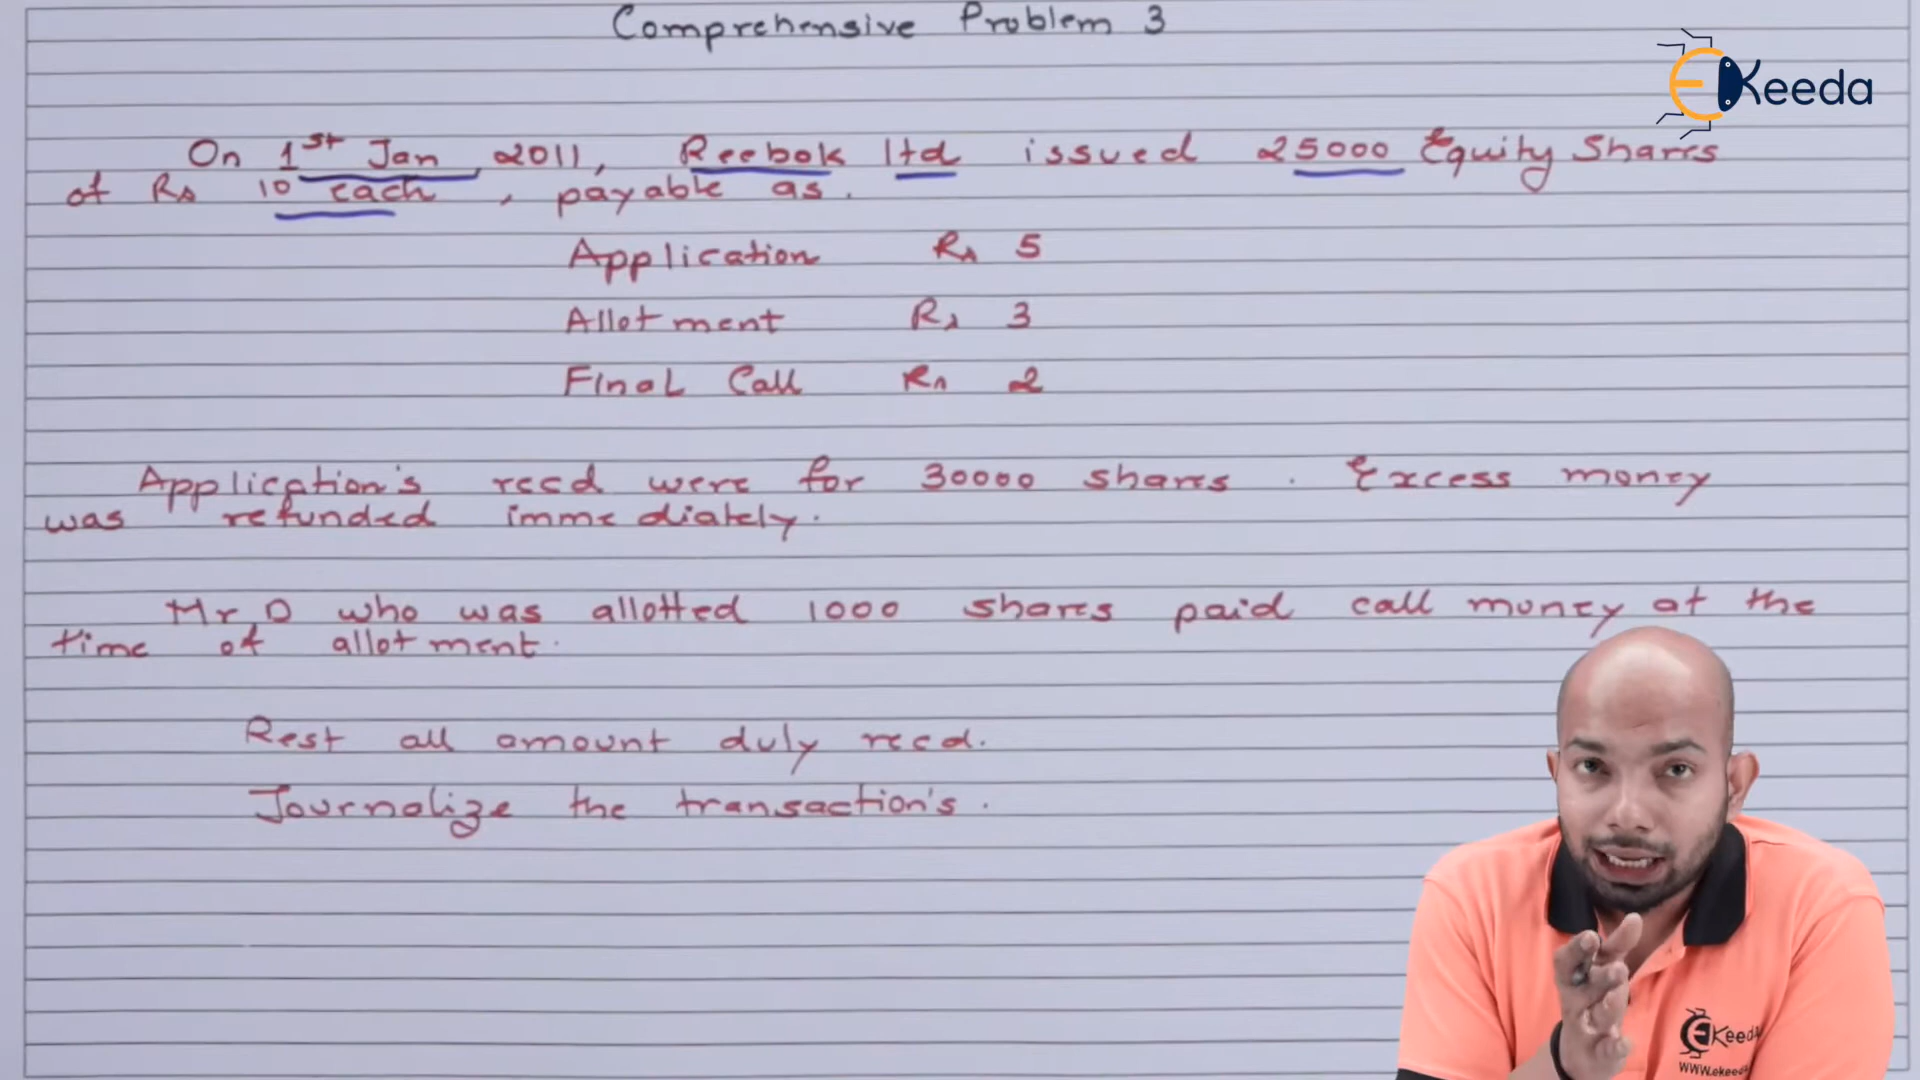 Comprehensive Problem 3
EKeeda
On 1st Jan, 2011, Reebok ltd issued 25000 Equity Shares
of Rs 10 each, payable as.
Application Rs 5
Allotment Rs 3
Final Call Rs 2
Application's recd were for 30000 shares. Excess money
was refunded immediately.
Mr D who was allotted 1000 shares paid call money at the
time of allotment.
Rest all amount duly recd.
Journalize the transaction's.
EKeeda